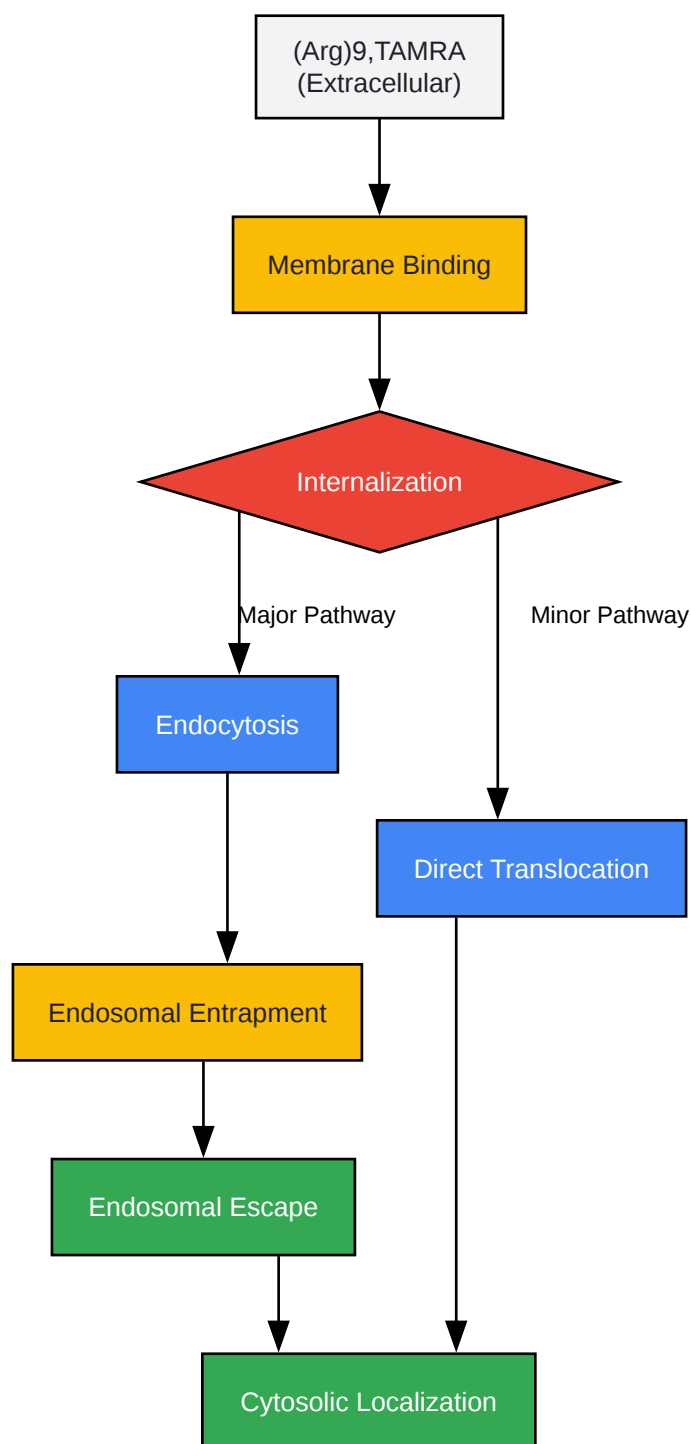 (Arg)9,TAMRA
(Extracellular)
Membrane Binding
Internalization
Major Pathway
Minor Pathway
Endocytosis
Direct Translocation
Endosomal Entrapment
Endosomal Escape
Cytosolic Localization